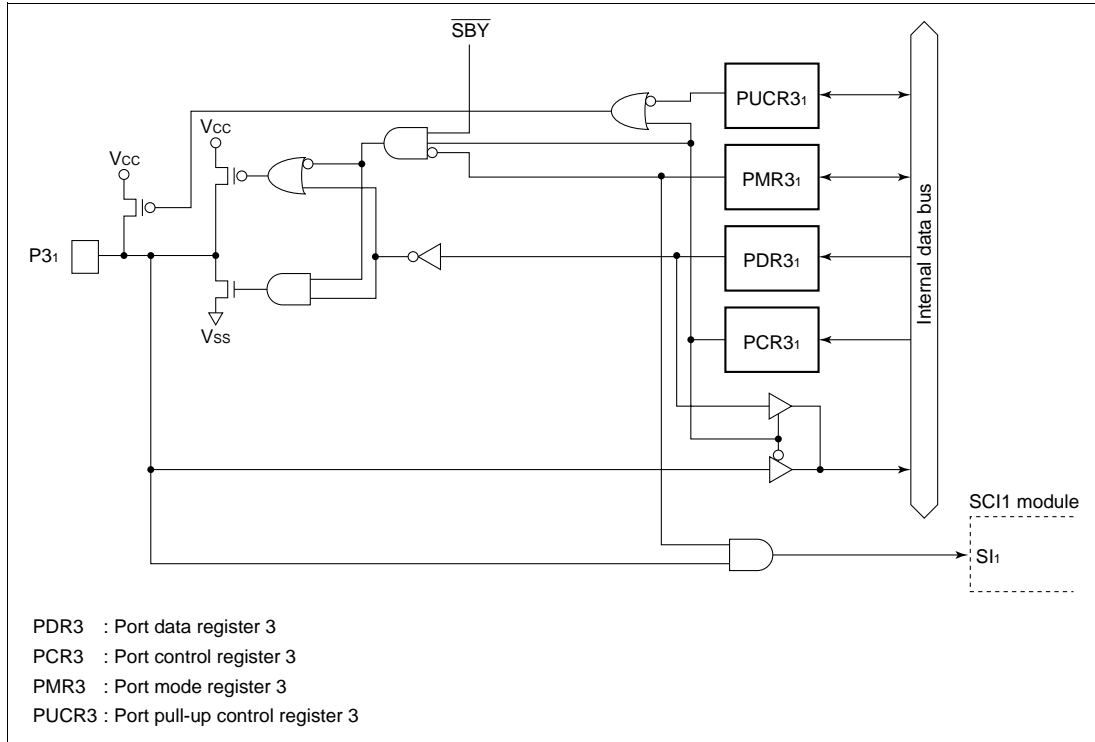 SBY
PUCR31
VCC
VCC
PMR31
P31
PDR31
Internal data bus
VSS
PCR31
SCI1 module
SI1
PDR3 : Port data register 3
PCR3 : Port control register 3
PMR3 : Port mode register 3
PUCR3 : Port pull-up control register 3